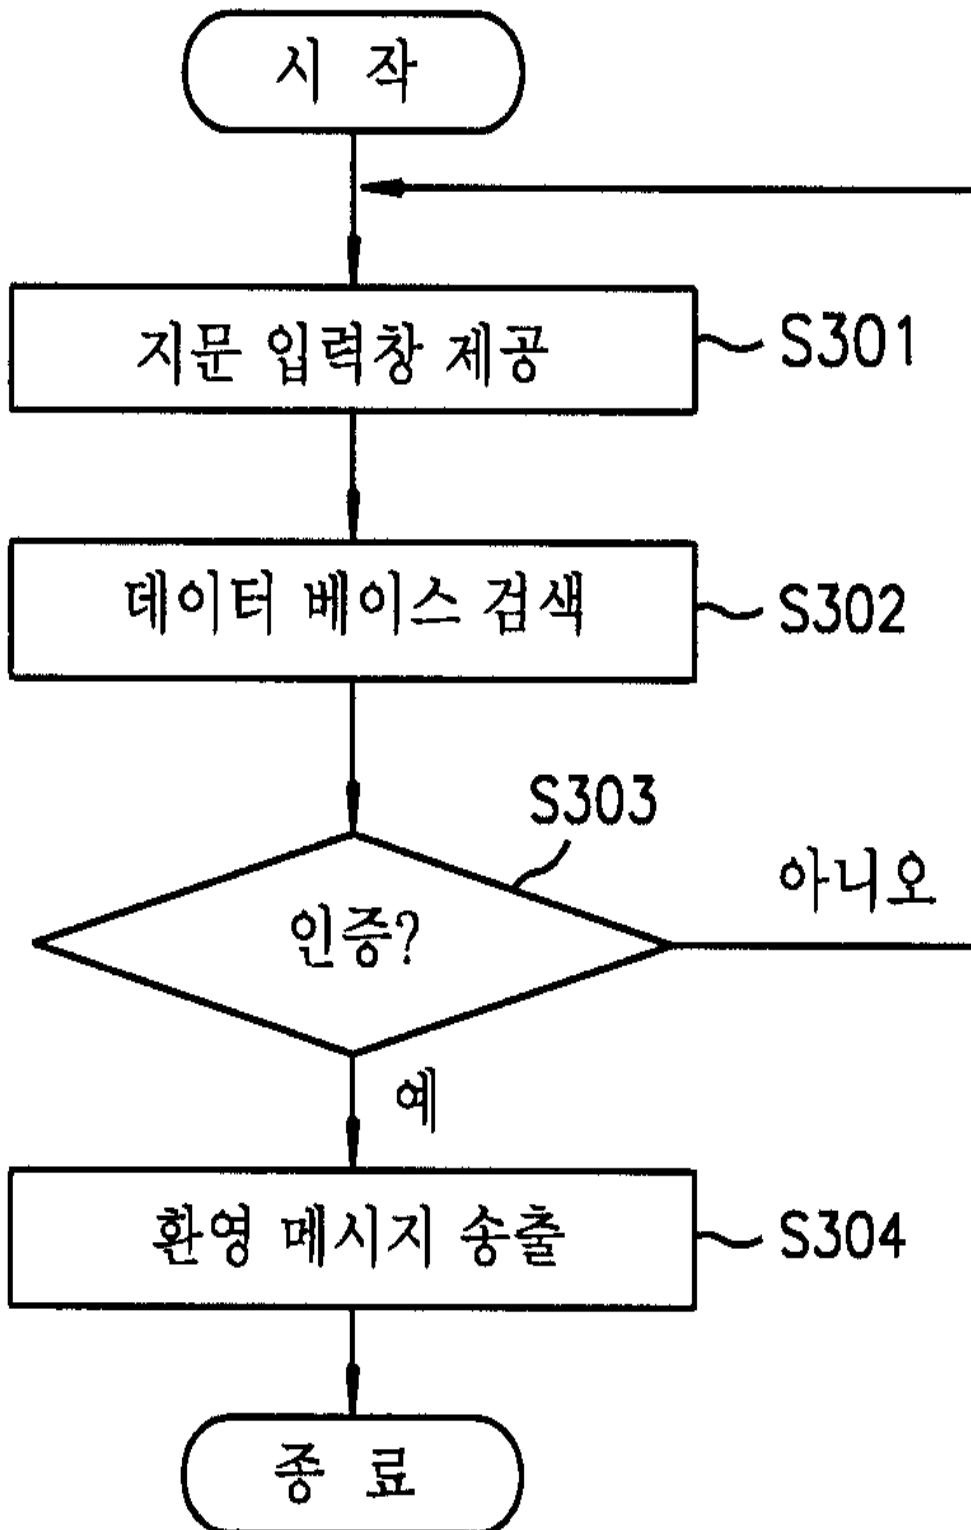 시 작
지문 입력창 제공
S301
데이터 베이스 검색
S302
S303
인증?
아니오
예
환영 메시지 송출
S304
종 료